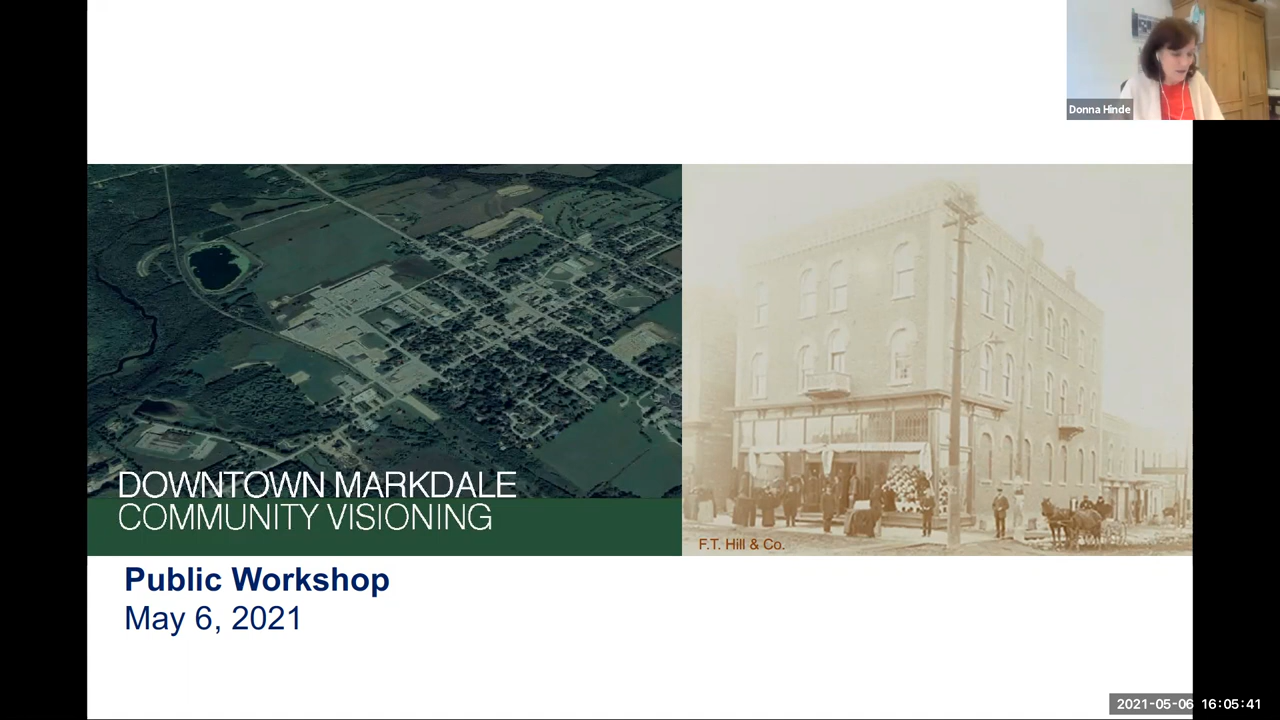 Donna Hinde
DOWNTOWN MARKDALE
COMMUNITY VISIONING
F.T. Hill & Co.
Public Workshop
May 6, 2021
2021-05-06 16:05:41